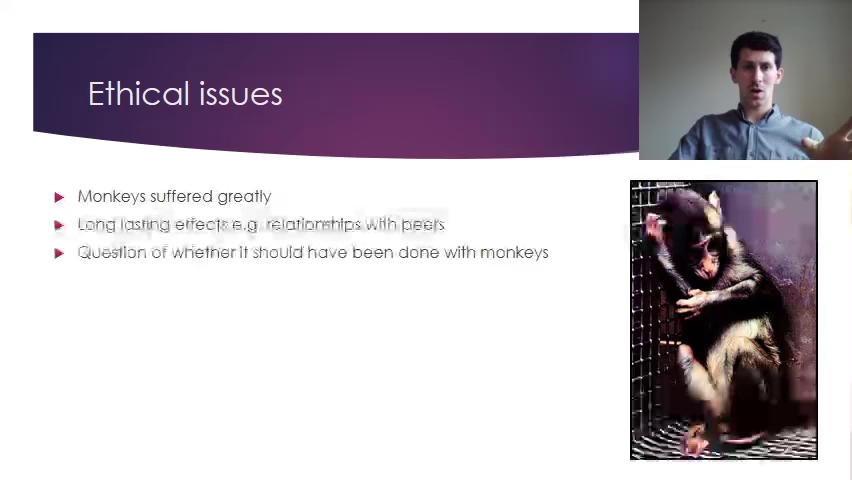 Ethical issues
Monkeys suffered greatly
Long lasting effects e.g. relationships with peers
Question of whether it should have been done with monkeys